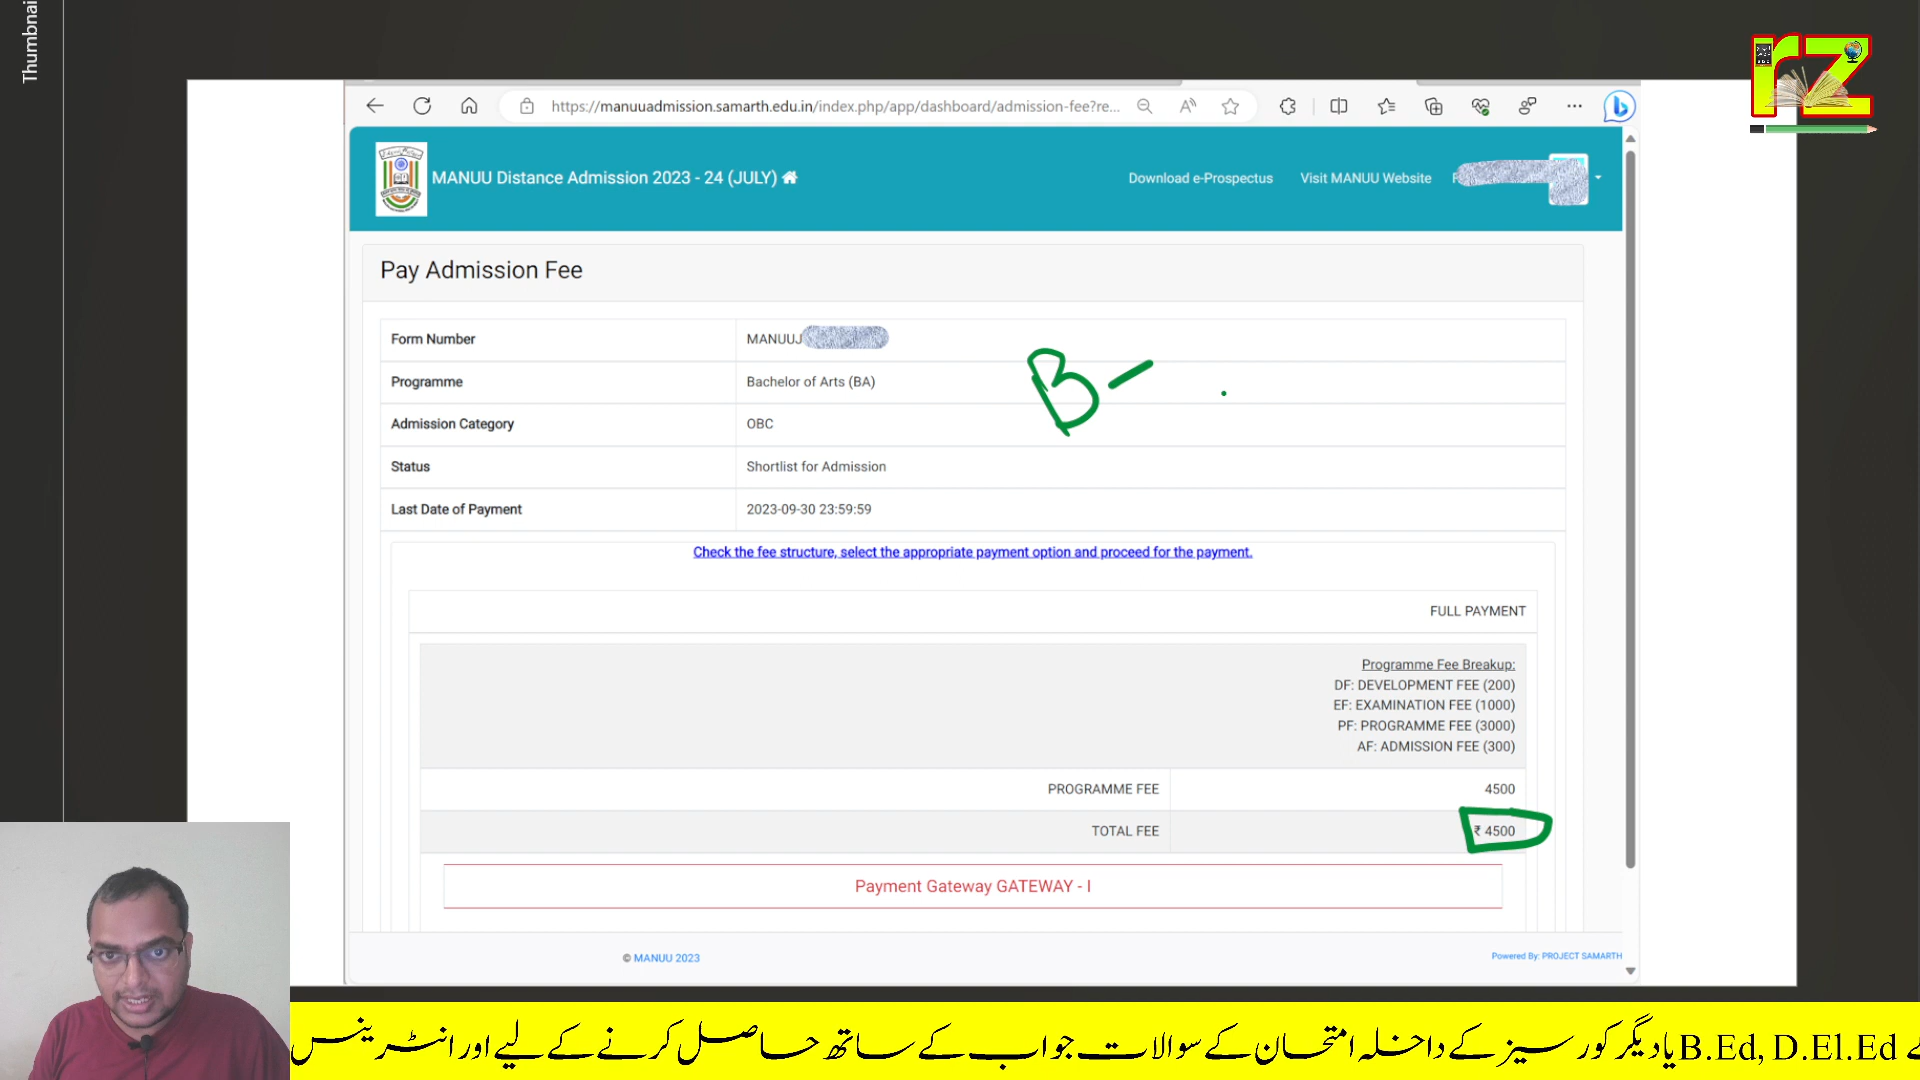 Thumbnai
rz
https://manuuadmission.samarth.edu.in/index.php/app/dashboard/admission-fee?re...
MANUU Distance Admission 2023 - 24 (JULY)
Download e-Prospectus
Visit MANUU Website
Pay Admission Fee
Form Number MANUUJ
Programme Bachelor of Arts (BA)
B-
Admission Category OBC
Status Shortlist for Admission
Last Date of Payment 2023-09-30 23:59:59
Check the fee structure, select the appropriate payment option and proceed for the payment.
FULL PAYMENT
Programme Fee Breakup:
DF: DEVELOPMENT FEE (200)
EF: EXAMINATION FEE (1000)
PF: PROGRAMME FEE (3000)
AF: ADMISSION FEE (300)
PROGRAMME FEE 4500
TOTAL FEE ₹ 4500
Payment Gateway GATEWAY - I
© MANUU 2023
Powered By: PROJECT SAMARTH
B.Ed, D.El.Ed یا دیگر کورسیز کے داخلہ امتحان کے سوالات جواب کے ساتھ حاصل کرنے کے لیے اور انٹرینس